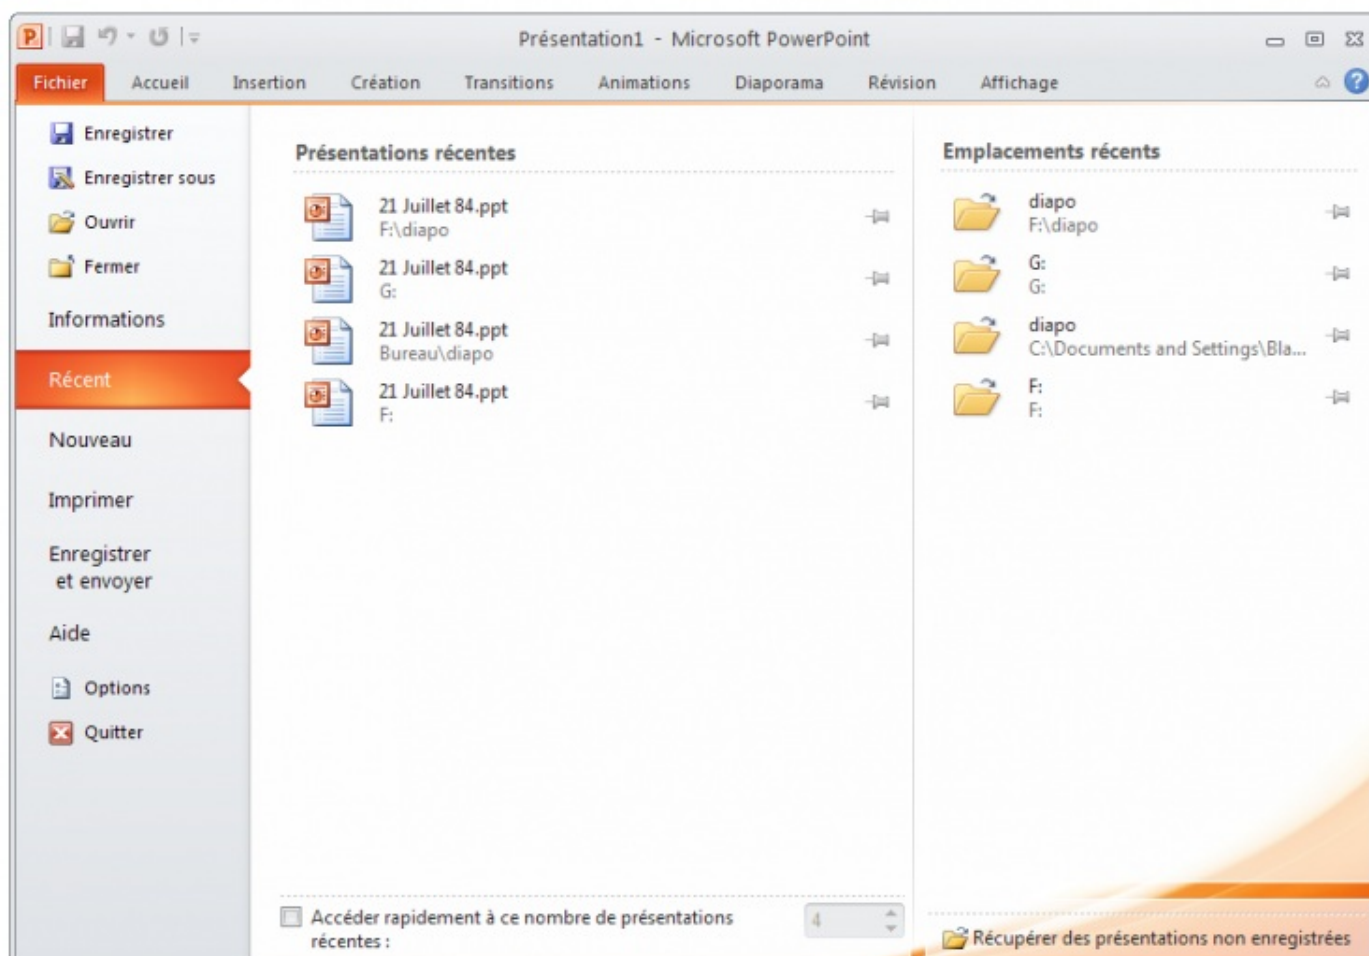 Présentation1 - Microsoft PowerPoint
Fichier Accueil Insertion Création Transitions Animations Diaporama Révision Affichage
Enregistrer
Enregistrer sous
Ouvrir
Fermer
Informations
Récent
Nouveau
Imprimer
Enregistrer
et envoyer
Aide
Options
Quitter
Présentations récentes
21 Juillet 84.ppt
F:\diapo
21 Juillet 84.ppt
G:
21 Juillet 84.ppt
Bureau\diapo
21 Juillet 84.ppt
F:
Accéder rapidement à ce nombre de présentations
récentes :
4
Emplacements récents
diapo
F:\diapo
G:
G:
diapo
C:\Documents and Settings\Bla...
F:
F:
Récupérer des présentations non enregistrées